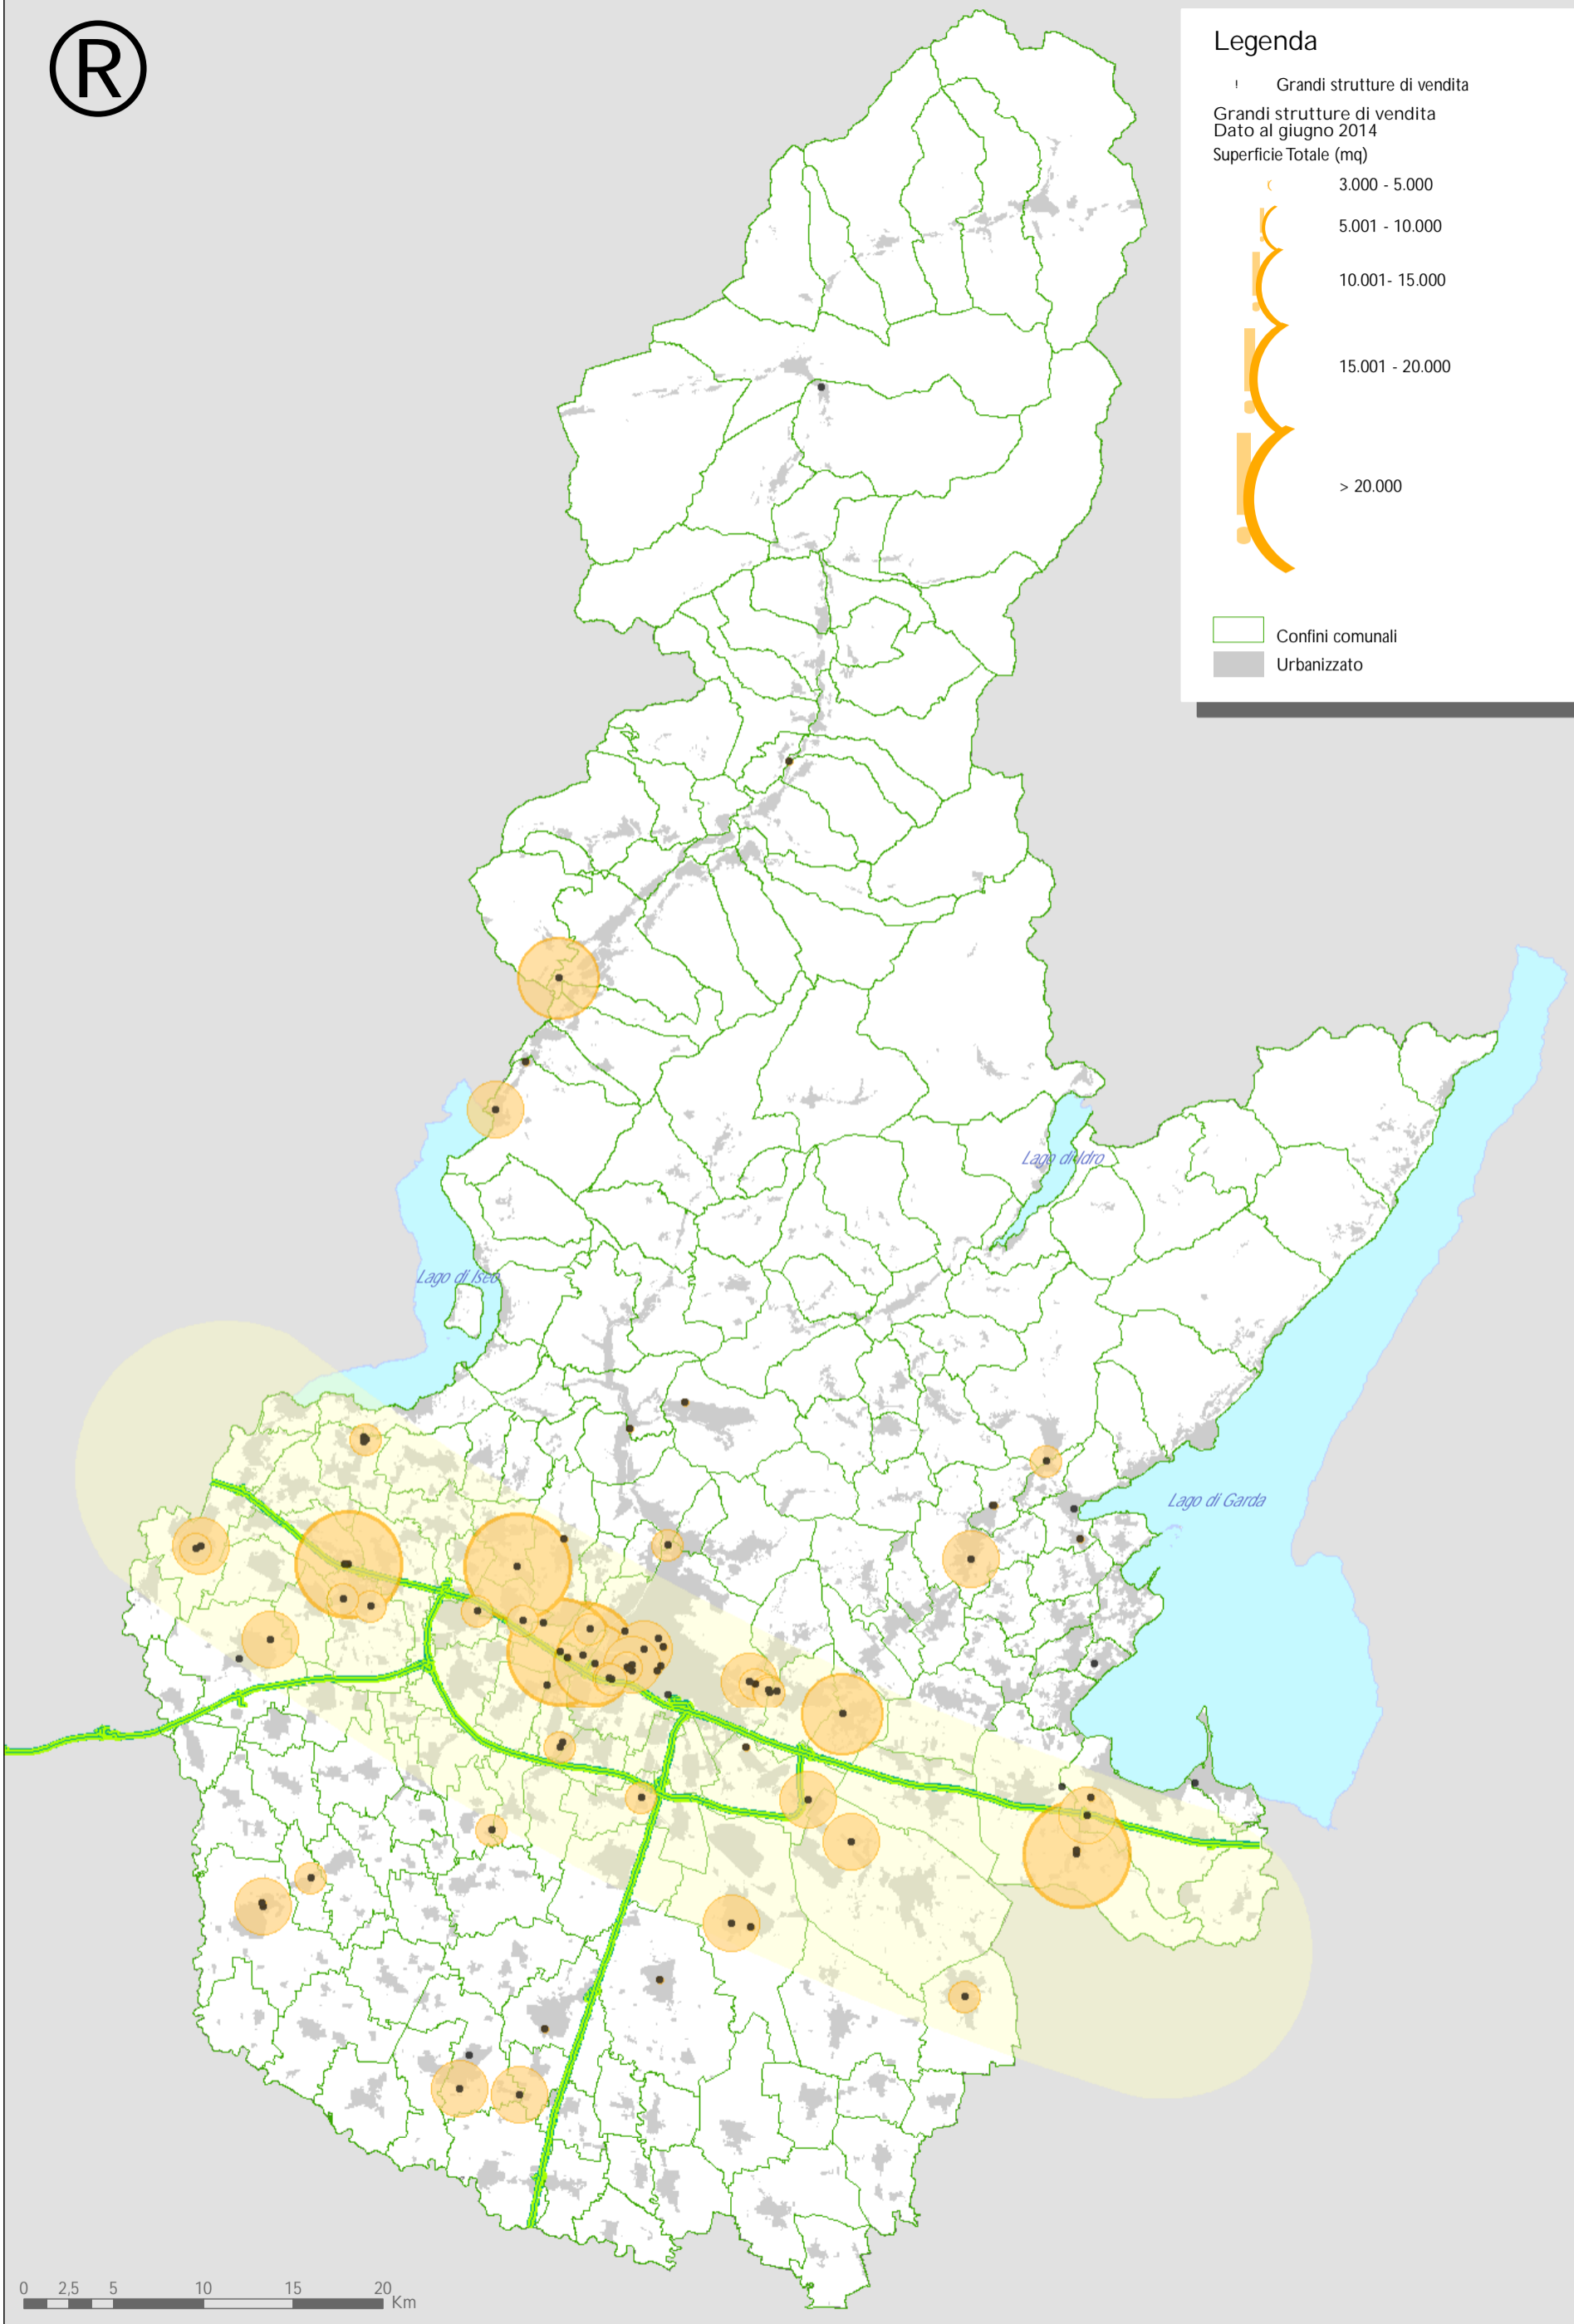 ®
Legenda
! Grandi strutture di vendita
Grandi strutture di vendita
Dato al giugno 2014
Superficie Totale (mq)
3.000 - 5.000
5.001 - 10.000
10.001- 15.000
15.001 - 20.000
> 20.000
Confini comunali
Urbanizzato
Lago di Idro
Lago di Iseo
Lago di Garda
0 2,5 5 10 15 20
Km